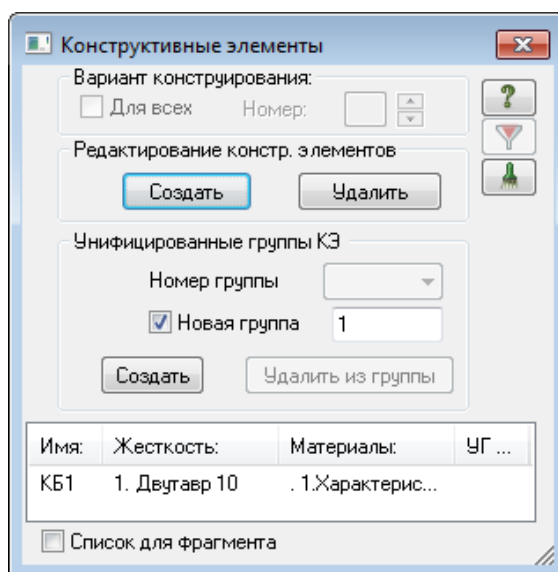 Конструктивные элементы
Вариант конструирования:
Для всех Номер:
Редактирование констр. элементов
Создать Удалить
Унифицированные группы КЭ
Номер группы
Новая группа 1
Создать Удалить из группы
Имя: Жесткость: Материалы: УГ ...
КБ1 1. Двутавр 10 . 1.Характерис...
Список для фрагмента